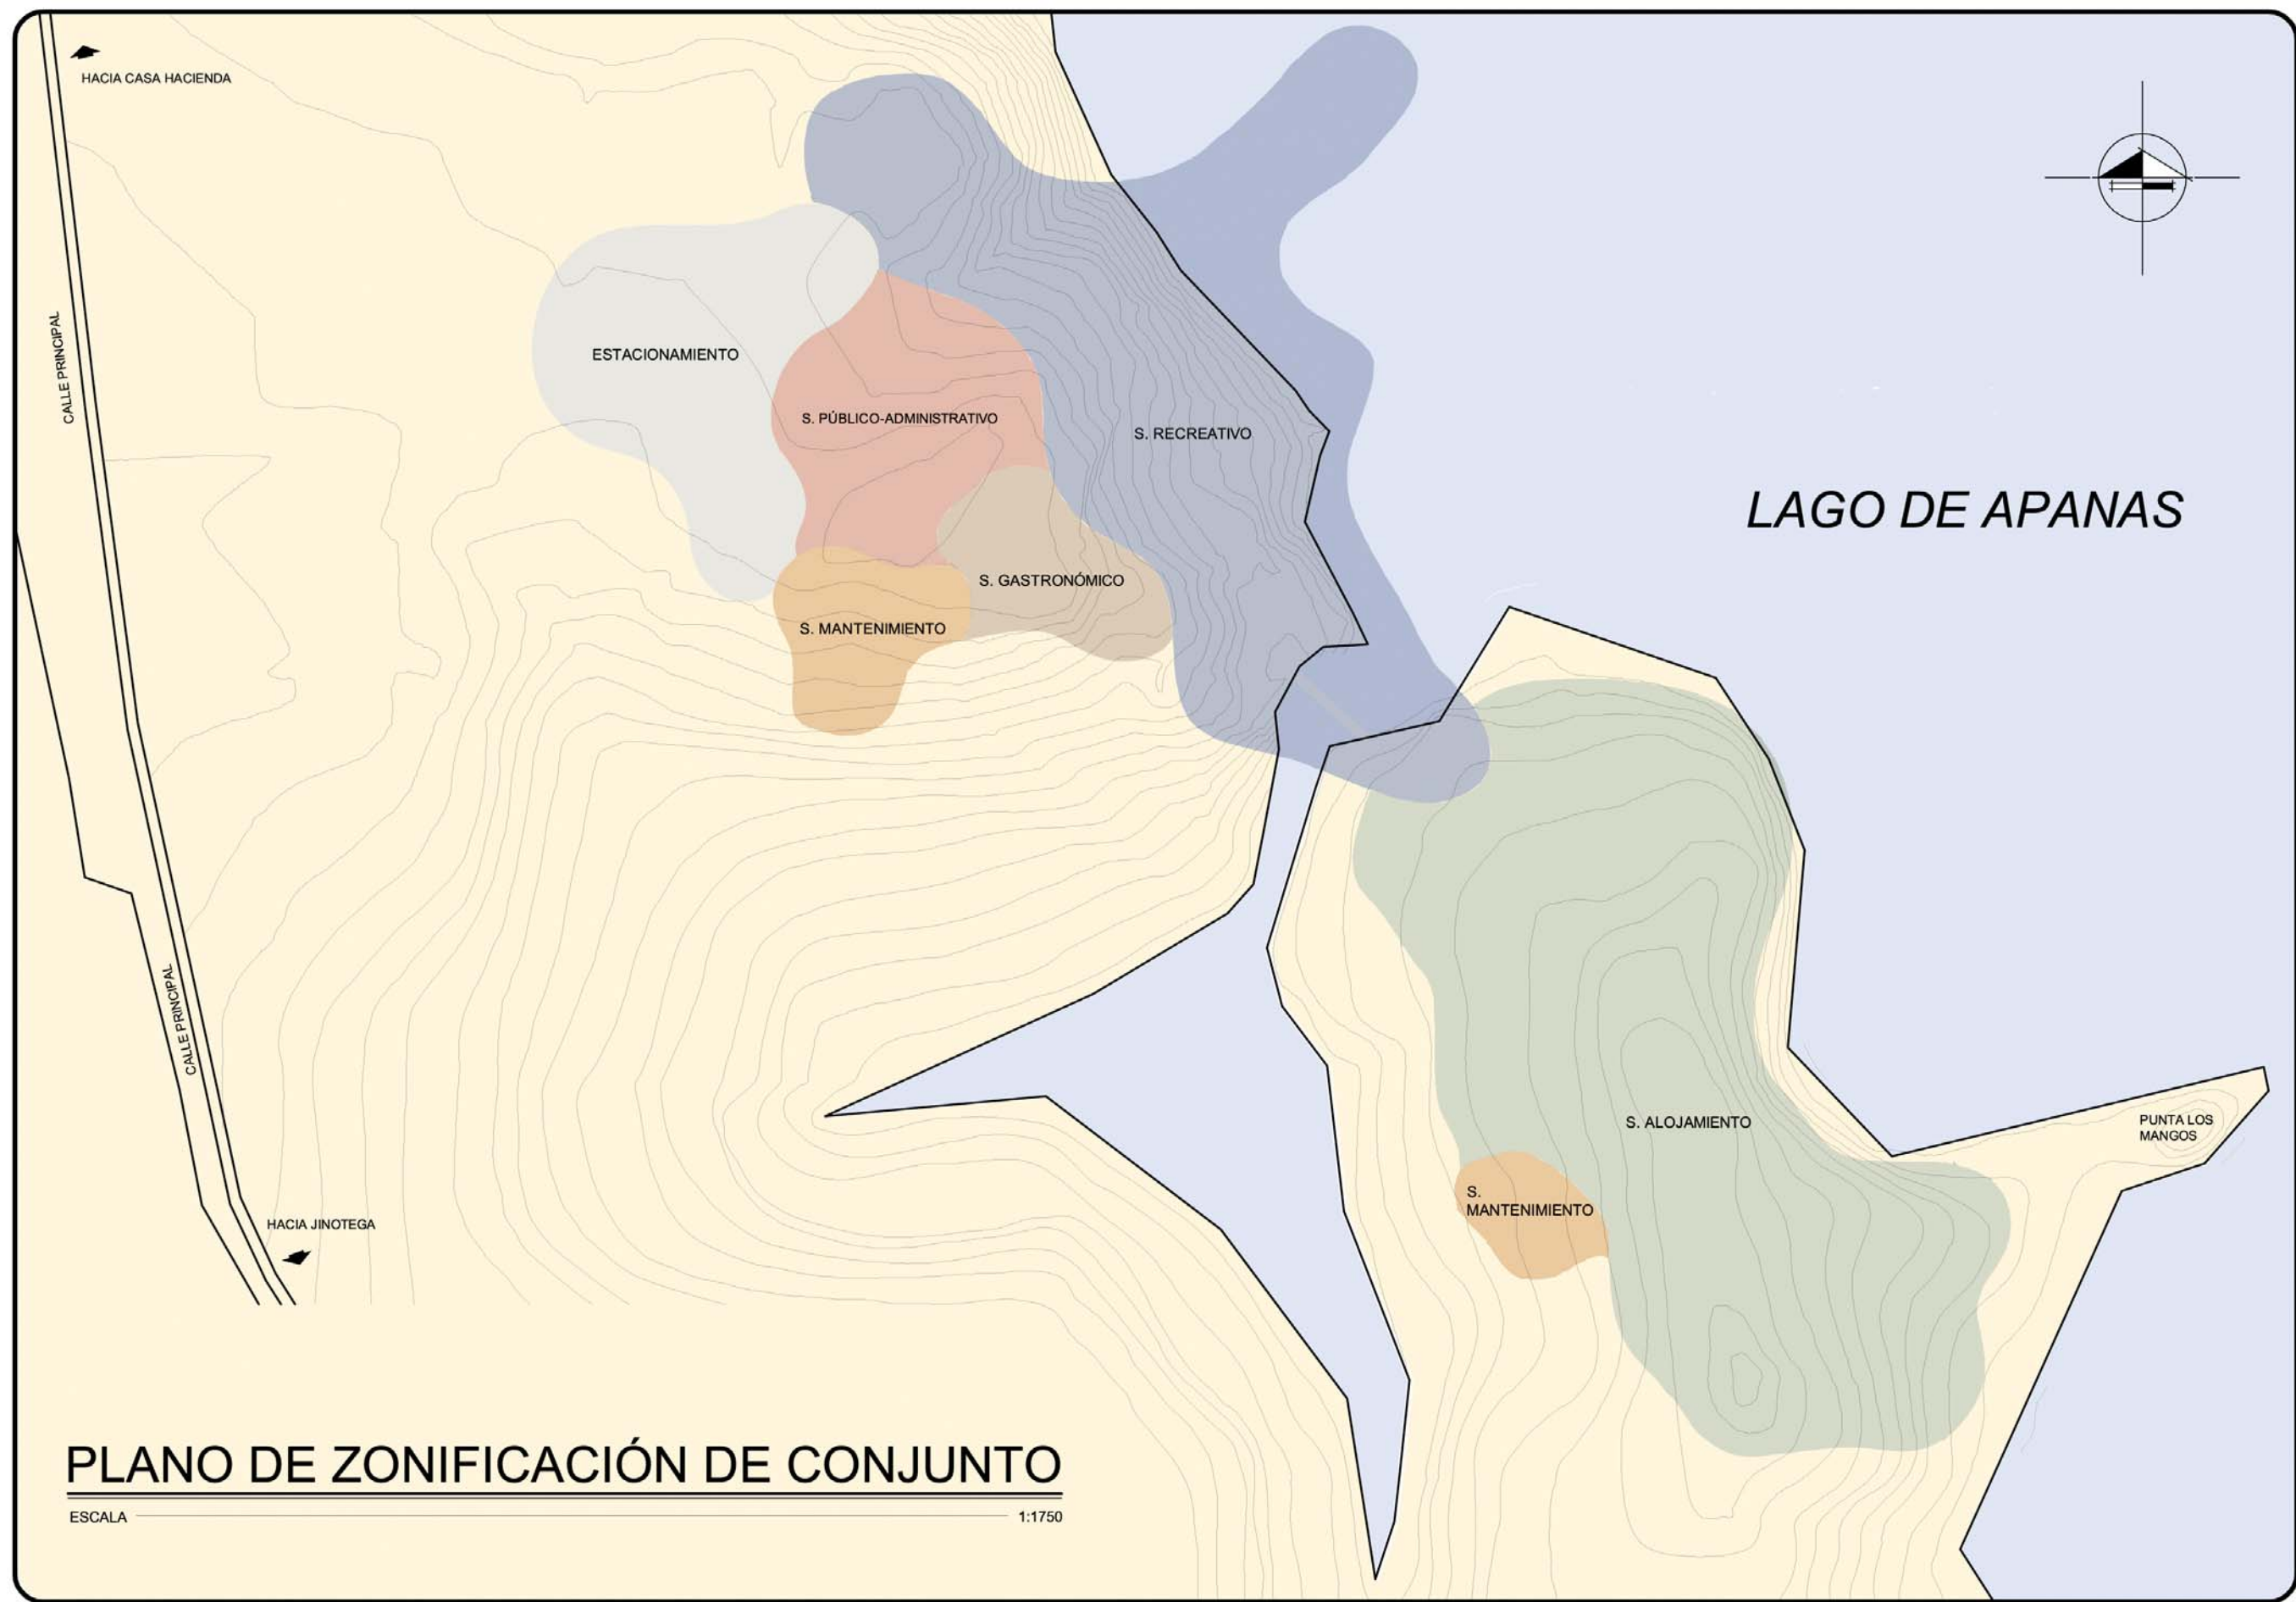 HACIA CASA HACIENDA
CALLE PRINCIPAL
ESTACIONAMIENTO
S. PÚBLICO-ADMINISTRATIVO
S. RECREATIVO
LAGO DE APANAS
S. GASTRONÓMICO
S. MANTENIMIENTO
CALLE PRINCIPAL
S. ALOJAMIENTO
PUNTA LOS
MANGOS
S.
MANTENIMIENTO
HACIA JINOTEGA
PLANO DE ZONIFICACIÓN DE CONJUNTO
ESCALA 1:1750